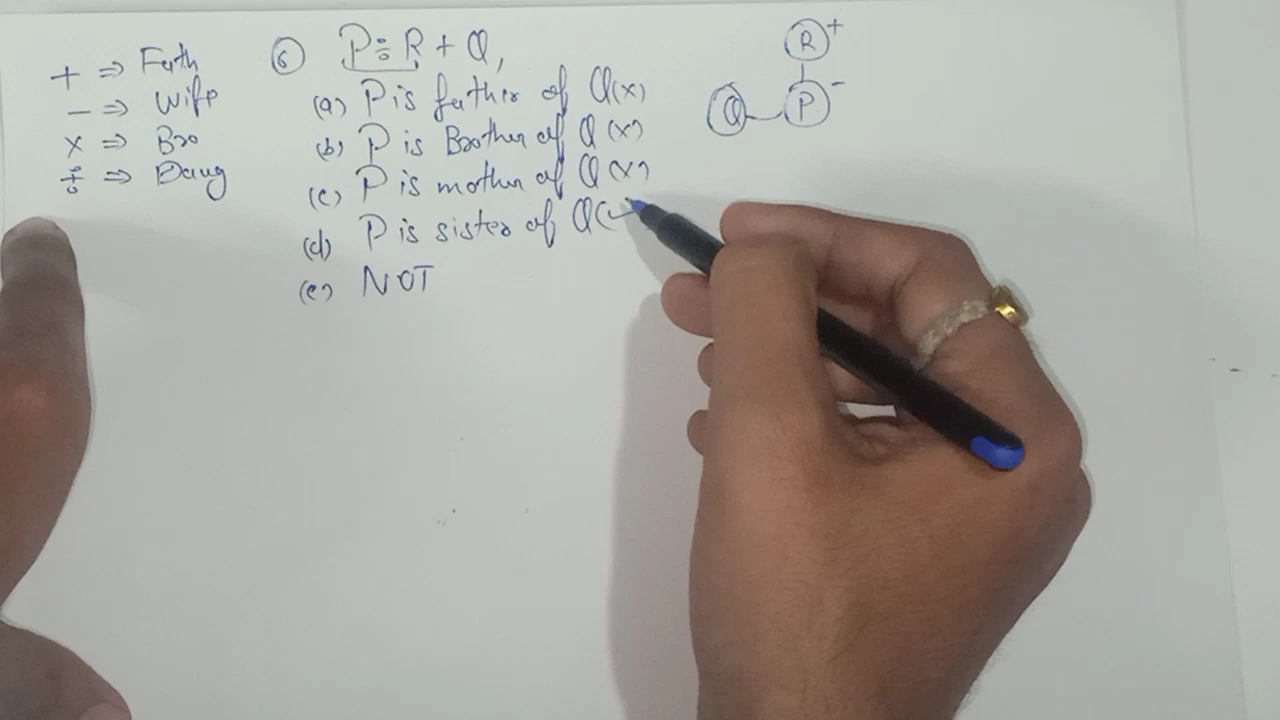 + ⇒ Fath
− ⇒ Wife
× ⇒ Bro
÷ ⇒ Daug
⑥ P÷R + Q,
(a) P is father of Q(×)
(b) P is Brother of Q(×)
(c) P is mother of Q(×)
(d) P is sister of Q(✓
(e) NOT
R +
Q P −